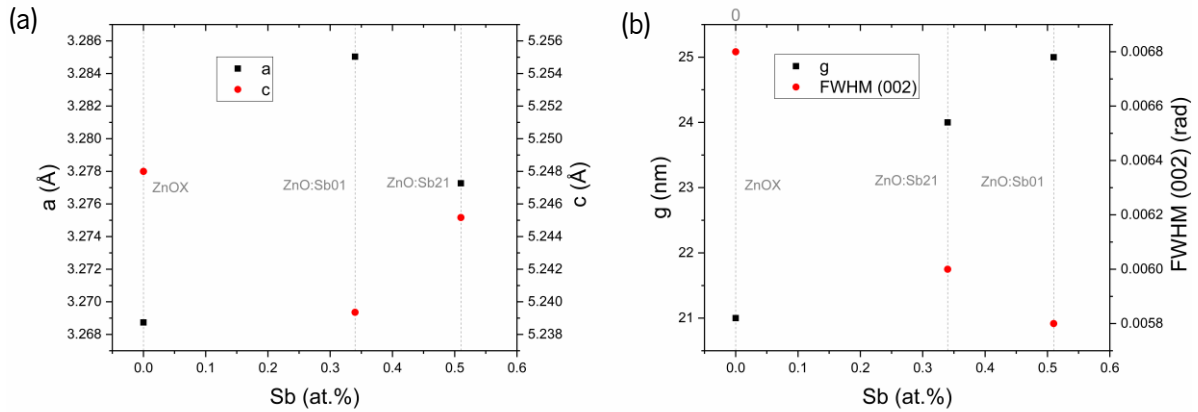 (a)
3.286
3.284
3.282
3.280
3.278
3.276
3.274
3.272
3.270
3.268
a (Å)
a
c
ZnOX
ZnO:Sb01
ZnO:Sb21
5.256
5.254
5.252
5.250
5.248
5.246
5.244
5.242
5.240
5.238
c (Å)
0.0 0.1 0.2 0.3 0.4 0.5 0.6
Sb (at.%)
(b)
0
25
24
23
22
21
g (nm)
g
FWHM (002)
ZnOX
ZnO:Sb21
ZnO:Sb01
0.0068
0.0066
0.0064
0.0062
0.0060
0.0058
FWHM (002) (rad)
0.0 0.1 0.2 0.3 0.4 0.5 0.6
Sb (at.%)